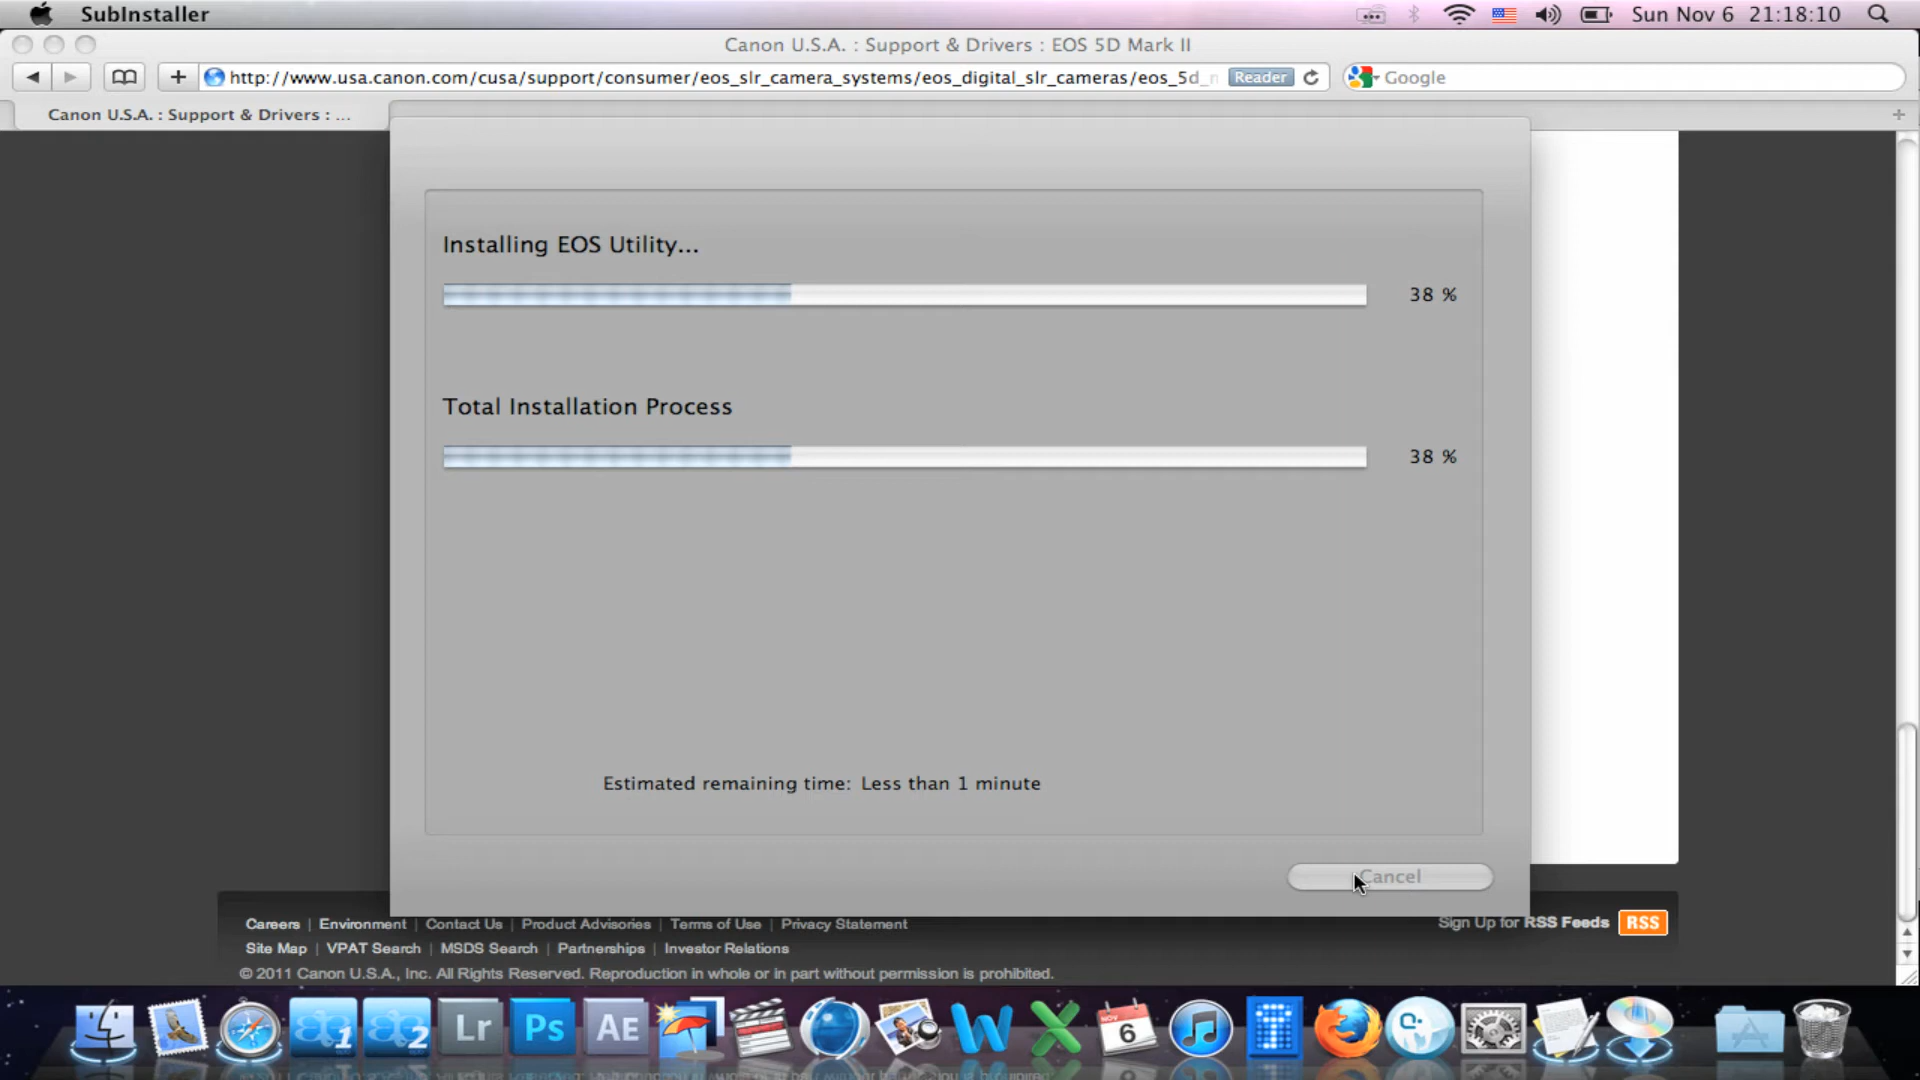 SubInstaller
Sun Nov 6 21:18:10
Canon U.S.A. : Support & Drivers : EOS 5D Mark II
http://www.usa.canon.com/cusa/support/consumer/eos_slr_camera_systems/eos_digital_slr_cameras/eos_5d_
Reader
Google
Canon U.S.A. : Support & Drivers : ...
Installing EOS Utility...
38 %
Total Installation Process
38 %
Estimated remaining time: Less than 1 minute
Cancel
Careers | Environment | Contact Us | Product Advisories | Terms of Use | Privacy Statement
Sign Up for RSS Feeds
RSS
Site Map | VPAT Search | MSDS Search | Partnerships | Investor Relations
© 2011 Canon U.S.A., Inc. All Rights Reserved. Reproduction in whole or in part without permission is prohibited.
1
2
Lr
Ps
AE
W
X
NOV
6